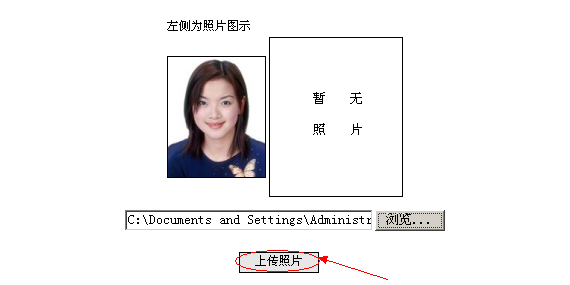 左侧为照片图示
暂 无
照 片
C:\Documents and Settings\Administr
浏览...
上传照片